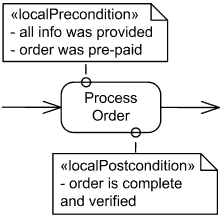 «localPrecondition»
- all info was provided
- order was pre-paid
Process
Order
«localPostcondition»
- order is complete
and verified